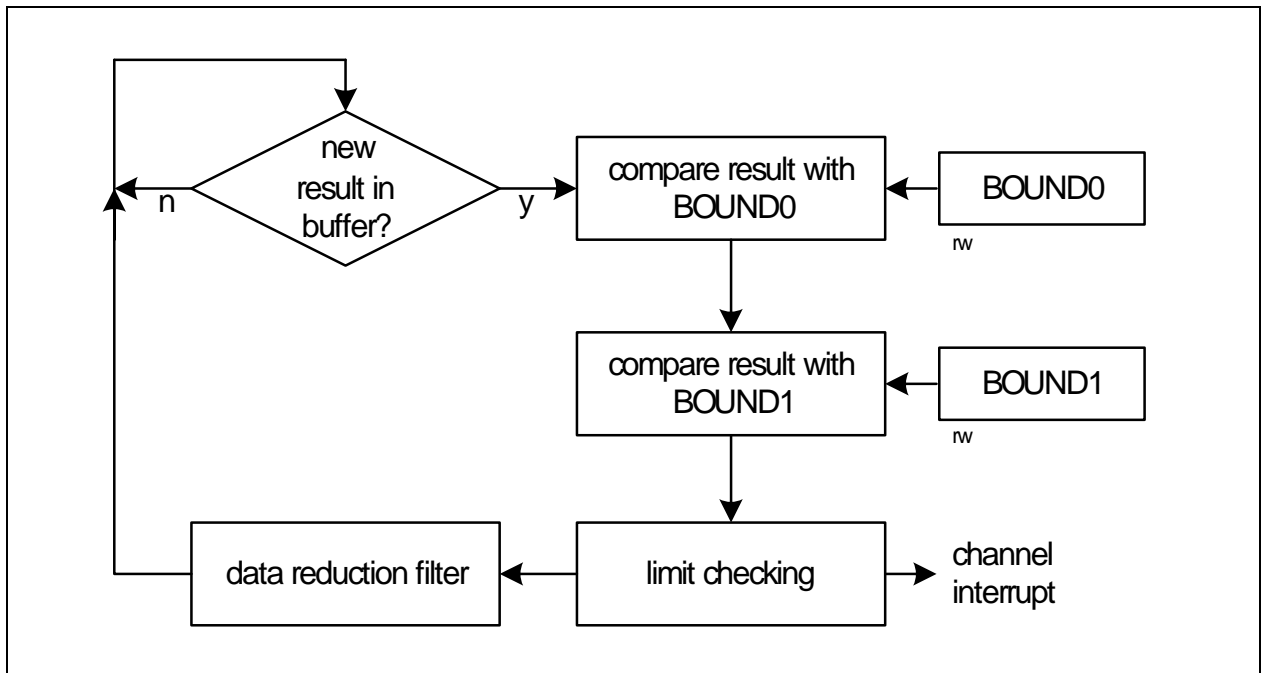 new
result in
buffer?
n
y
compare result with
BOUND0
BOUND0
rw
compare result with
BOUND1
BOUND1
rw
data reduction filter
limit checking
channel
interrupt